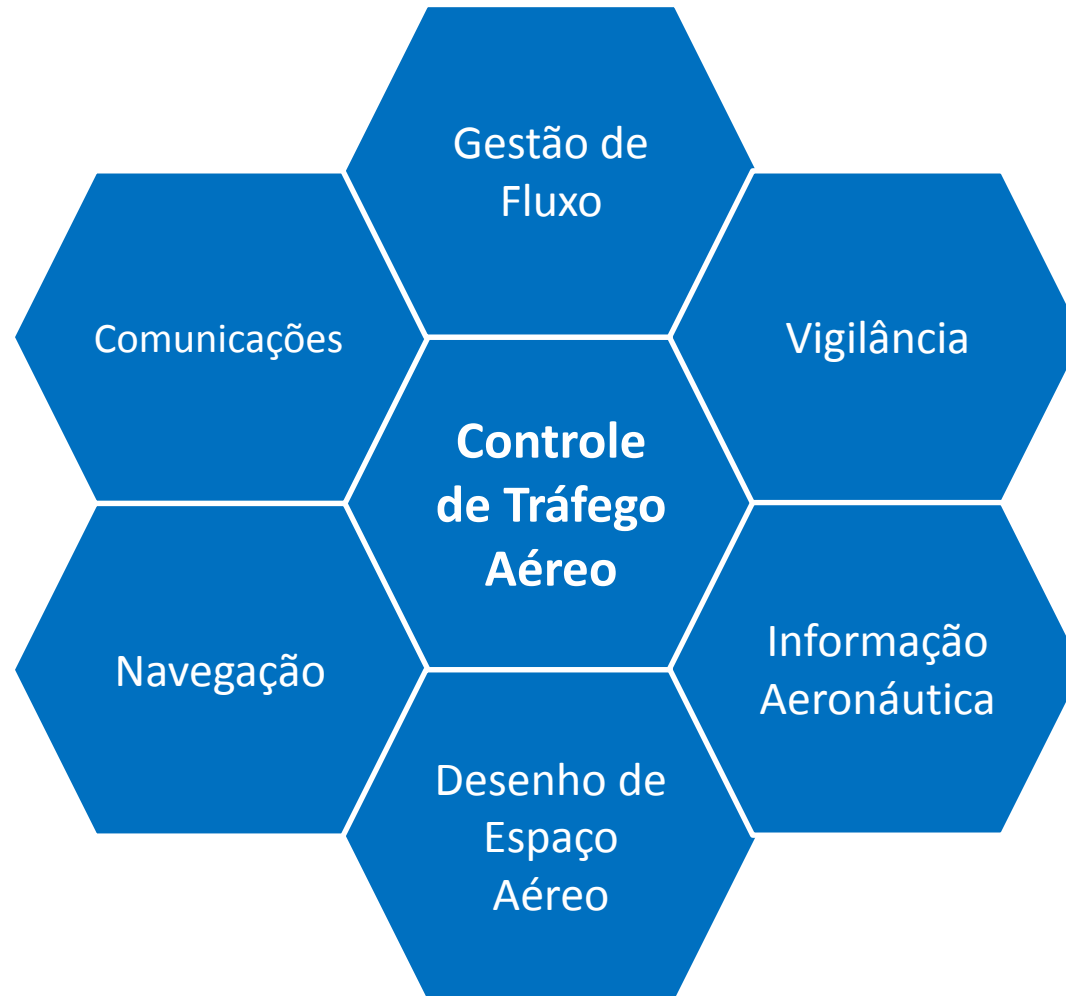 Gestão de
Fluxo
Comunicações
Vigilância
Controle
de Tráfego
Aéreo
Navegação
Informação
Aeronáutica
Desenho de
Espaço
Aéreo